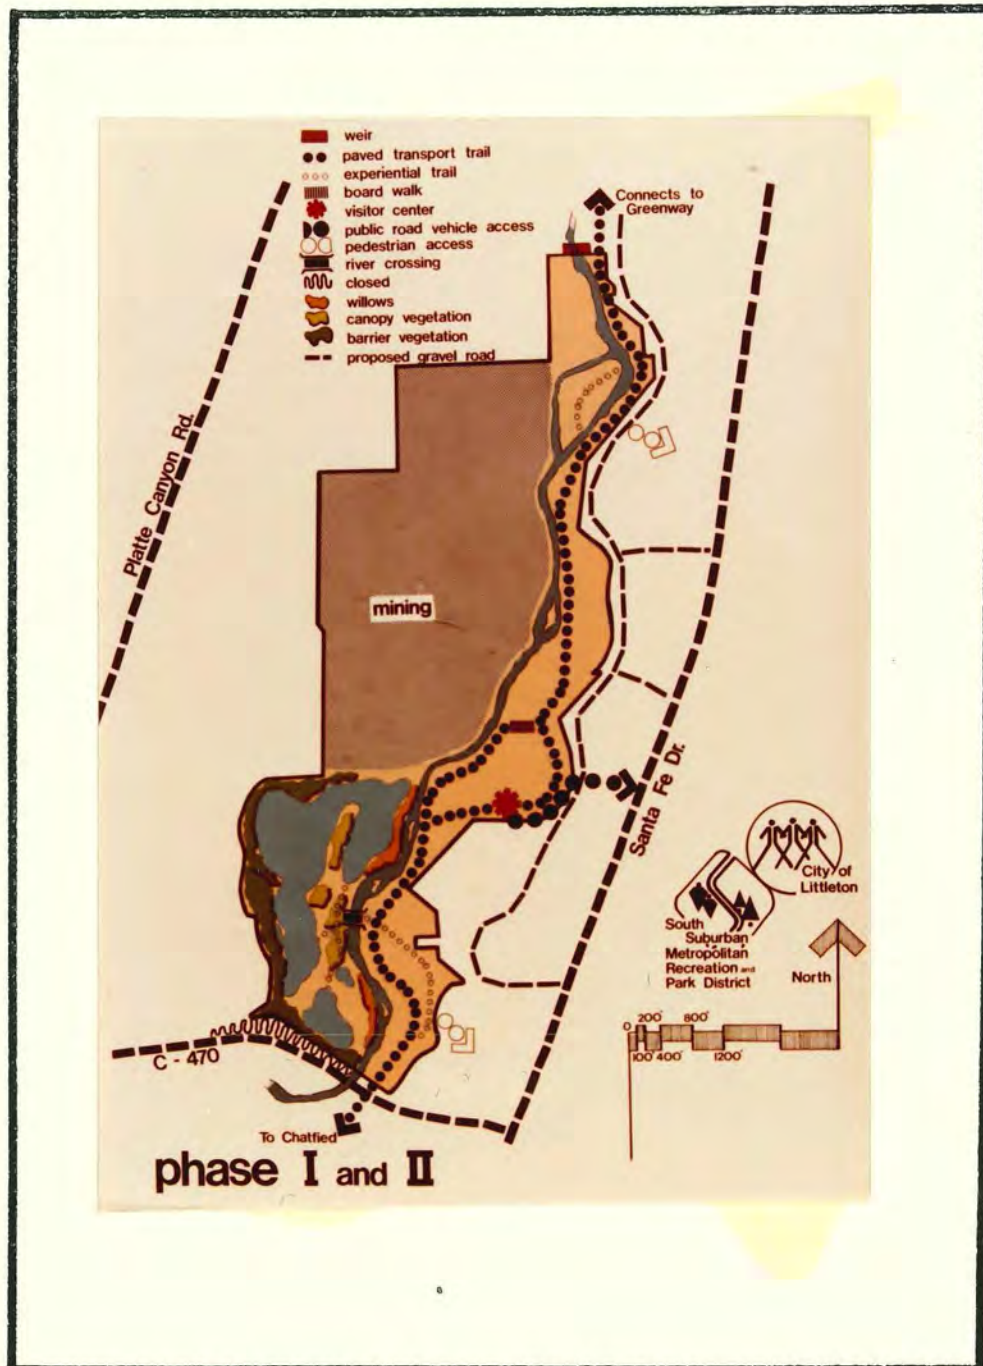 weir
paved transport trail
experiential trail
board walk
visitor center
public road vehicle access
pedestrian access
river crossing
closed
willows
canopy vegetation
barrier vegetation
proposed gravel road
Connects to
Greenway
Platte Canyon Rd.
mining
Santa Fe Dr.
City of
Littleton
South
Suburban
Metropolitan
Recreation and
Park District
North
0 200' 800'
100' 400' 1200'
C - 470
To Chatfied
phase I and II